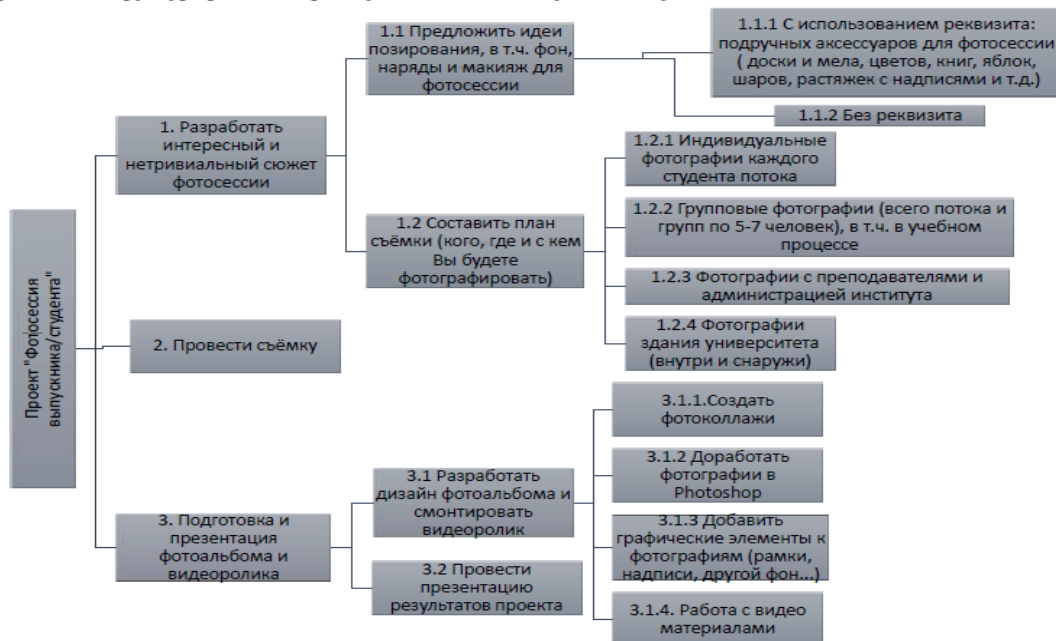 Проект "Фотосессия
выпускника/студента"
1. Разработать
интересный и
нетривиальный сюжет
фотосессии
1.1 Предложить идеи
позирования, в т.ч. фон,
наряды и макияж для
фотосессии
1.1.1 С использованием реквизита:
подручных аксессуаров для фотосессии
( доски и мела, цветов, книг, яблок,
шаров, растяжек с надписями и т.д.)
1.1.2 Без реквизита
1.2 Составить план
съёмки (кого, где и с кем
Вы будете
фотографировать)
1.2.1 Индивидуальные
фотографии каждого
студента потока
1.2.2 Групповые фотографии (всего потока и
групп по 5-7 человек), в т.ч. в учебном
процессе
1.2.3 Фотографии с преподавателями и
администрацией института
1.2.4 Фотографии
здания университета
(внутри и снаружи)
2. Провести съёмку
3. Подготовка и
презентация
фотоальбома и
видеоролика
3.1 Разработать
дизайн фотоальбома и
смонтировать
видеоролик
3.1.1.Создать
фотоколлажи
3.1.2 Доработать
фотографии в
Photoshop
3.1.3 Добавить
графические элементы к
фотографиям (рамки,
надписи, другой фон...)
3.1.4. Работа с видео
материалами
3.2 Провести
презентацию
результатов проекта